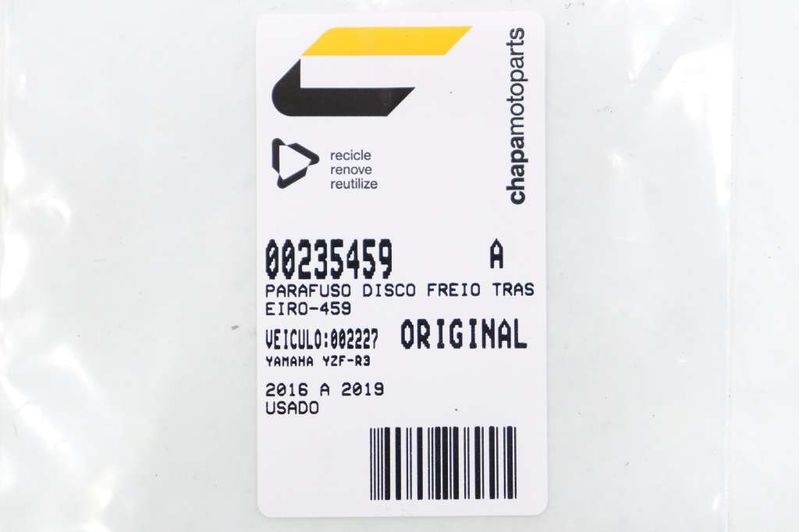 chapamotoparts
recicle
renove
reutilize
00235459 A
PARAFUSO DISCO FREIO TRAS
EIRO-459
VEICULO:002227 ORIGINAL
YAMAHA YZF-R3
2016 A 2019
USADO